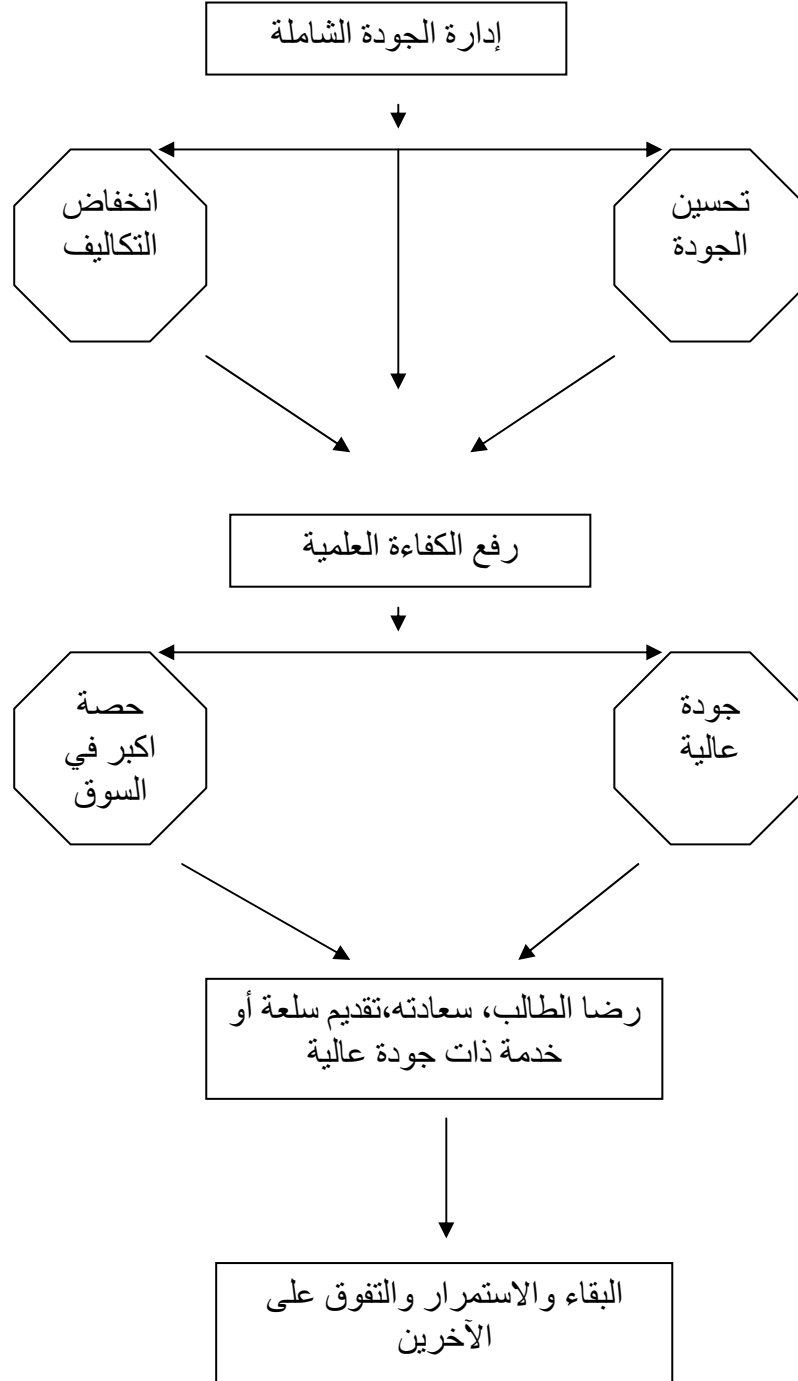 إدارة الجودة الشاملة
تحسين
الجودة
انخفاض
التكاليف
رفع الكفاءة العلمية
جودة
عالية
حصة
اكبر في
السوق
رضا الطالب، سعادته،تقديم سلعة أو
خدمة ذات جودة عالية
البقاء والاستمرار والتفوق على
الآخرين